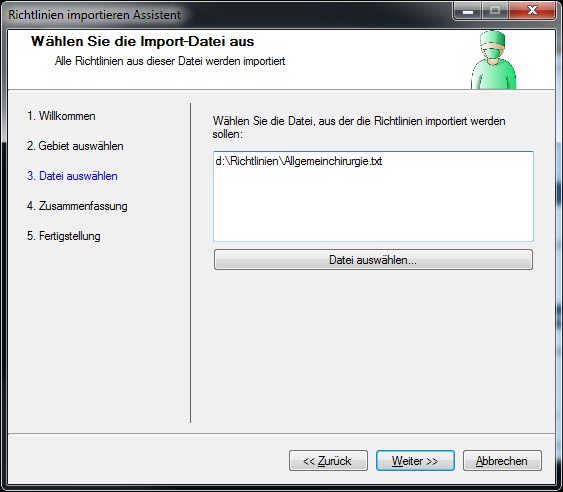 Richtlinien importieren Assistent
Wählen Sie die Import-Datei aus
Alle Richtlinien aus dieser Datei werden importiert
1. Willkommen
2. Gebiet auswählen
3. Datei auswählen
4. Zusammenfassung
5. Fertigstellung
Wählen Sie die Datei, aus der die Richtlinien importiert werden
sollen:
d:\Richtlinien\Allgemeinchirurgie.txt
Datei auswählen...
<< Zurück
Weiter >>
Abbrechen